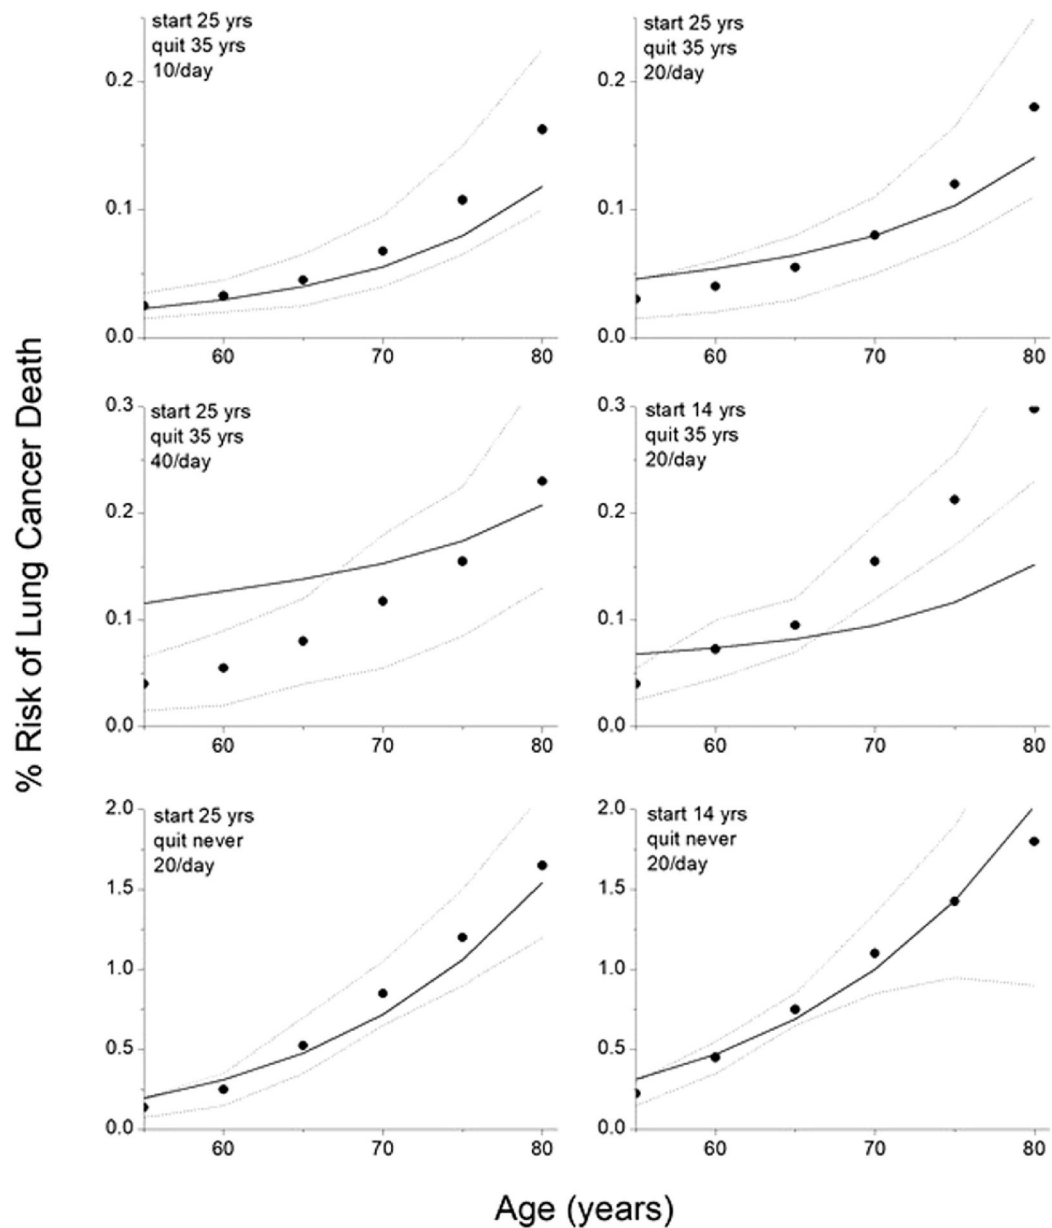 start 25 yrs
quit 35 yrs
10/day
0.2
0.1
0.0
60 70 80
start 25 yrs
quit 35 yrs
20/day
0.2
0.1
0.0
60 70 80
start 25 yrs
quit 35 yrs
40/day
0.3
0.2
0.1
0.0
60 70 80
start 14 yrs
quit 35 yrs
20/day
0.3
0.2
0.1
0.0
60 70 80
start 25 yrs
quit never
20/day
2.0
1.5
1.0
0.5
0.0
60 70 80
start 14 yrs
quit never
20/day
2.0
1.5
1.0
0.5
0.0
60 70 80
% Risk of Lung Cancer Death
Age (years)